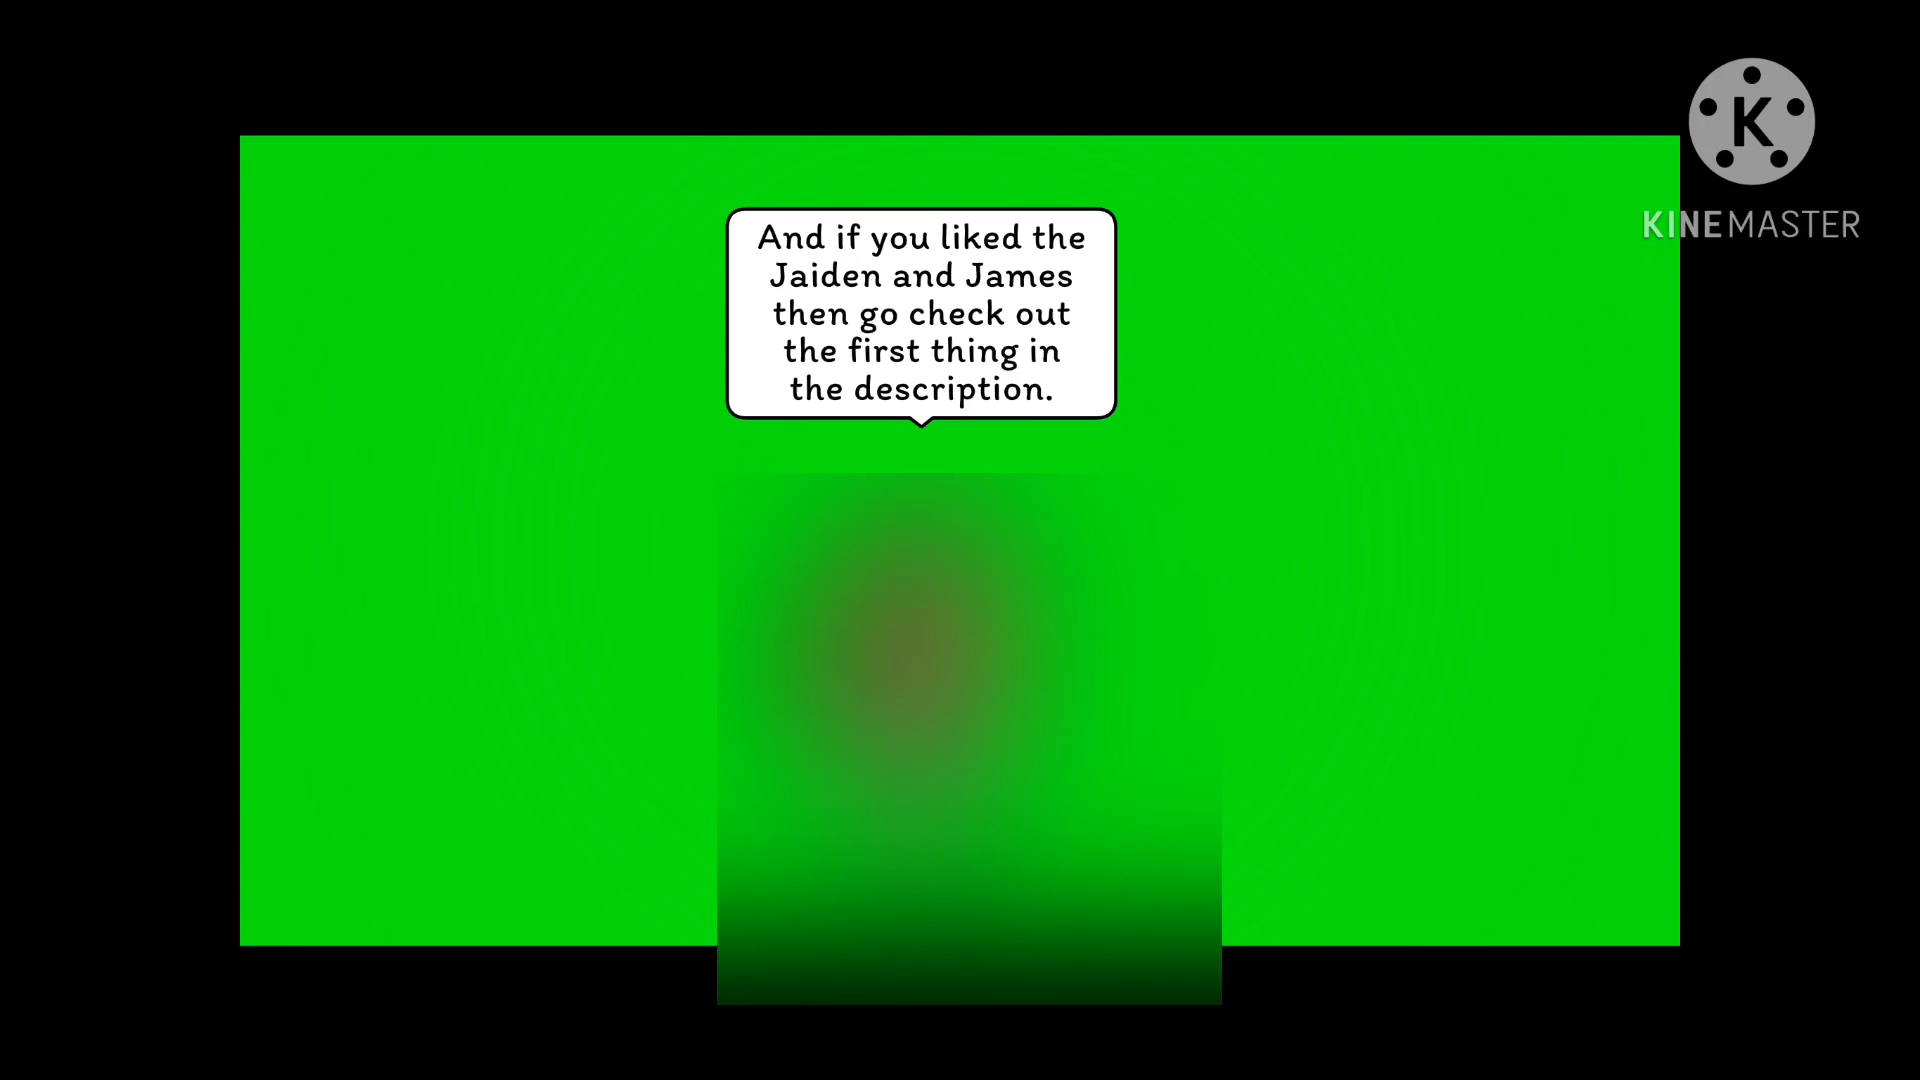 And if you liked the
Jaiden and James
then go check out
the first thing in
the description.
K
KINEMASTER